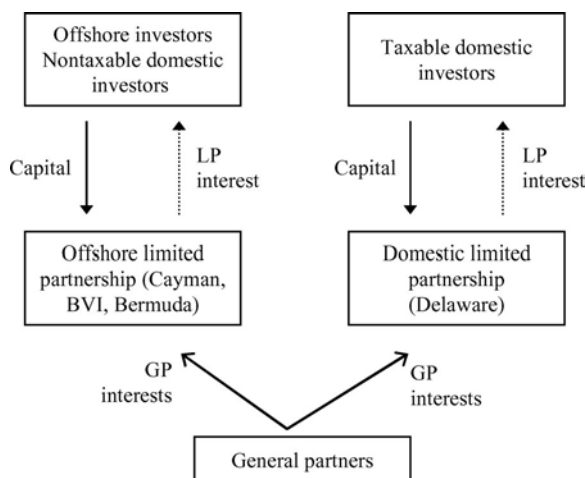 Offshore investors
Nontaxable domestic
investors
Taxable domestic
investors
Capital
LP
interest
Capital
LP
interest
Offshore limited
partnership (Cayman,
BVI, Bermuda)
Domestic limited
partnership
(Delaware)
GP
interests
GP
interests
General partners